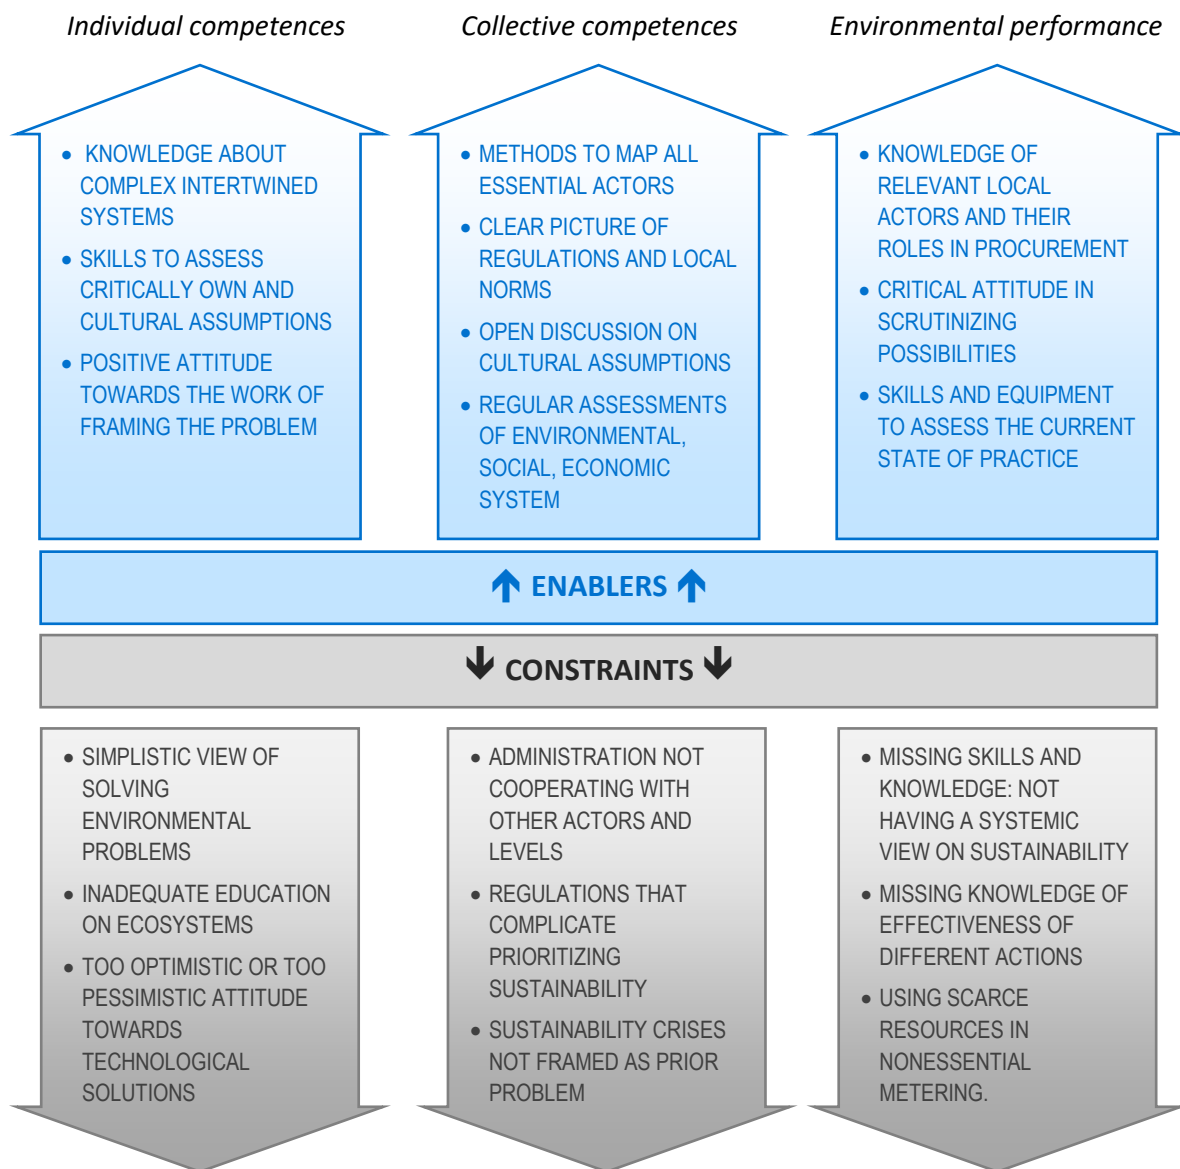 Individual competences
Collective competences
Environmental performance
• KNOWLEDGE ABOUT
COMPLEX INTERTWINED
SYSTEMS
• SKILLS TO ASSESS
CRITICALLY OWN AND
CULTURAL ASSUMPTIONS
• POSITIVE ATTITUDE
TOWARDS THE WORK OF
FRAMING THE PROBLEM
• METHODS TO MAP ALL
ESSENTIAL ACTORS
• CLEAR PICTURE OF
REGULATIONS AND LOCAL
NORMS
• OPEN DISCUSSION ON
CULTURAL ASSUMPTIONS
• REGULAR ASSESSMENTS
OF ENVIRONMENTAL,
SOCIAL, ECONOMIC
SYSTEM
• KNOWLEDGE OF
RELEVANT LOCAL
ACTORS AND THEIR
ROLES IN PROCUREMENT
• CRITICAL ATTITUDE IN
SCRUTINIZING
POSSIBILITIES
• SKILLS AND EQUIPMENT
TO ASSESS THE CURRENT
STATE OF PRACTICE
↑ ENABLERS ↑
↓ CONSTRAINTS ↓
• SIMPLISTIC VIEW OF
SOLVING
ENVIRONMENTAL
PROBLEMS
• INADEQUATE EDUCATION
ON ECOSYSTEMS
• TOO OPTIMISTIC OR TOO
PESSIMISTIC ATTITUDE
TOWARDS
TECHNOLOGICAL
SOLUTIONS
• ADMINISTRATION NOT
COOPERATING WITH
OTHER ACTORS AND
LEVELS
• REGULATIONS THAT
COMPLICATE
PRIORITIZING
SUSTAINABILITY
• SUSTAINABILITY CRISES
NOT FRAMED AS PRIOR
PROBLEM
• MISSING SKILLS AND
KNOWLEDGE: NOT
HAVING A SYSTEMIC
VIEW ON SUSTAINABILITY
• MISSING KNOWLEDGE OF
EFFECTIVENESS OF
DIFFERENT ACTIONS
• USING SCARCE
RESOURCES IN
NONESSENTIAL
METERING.